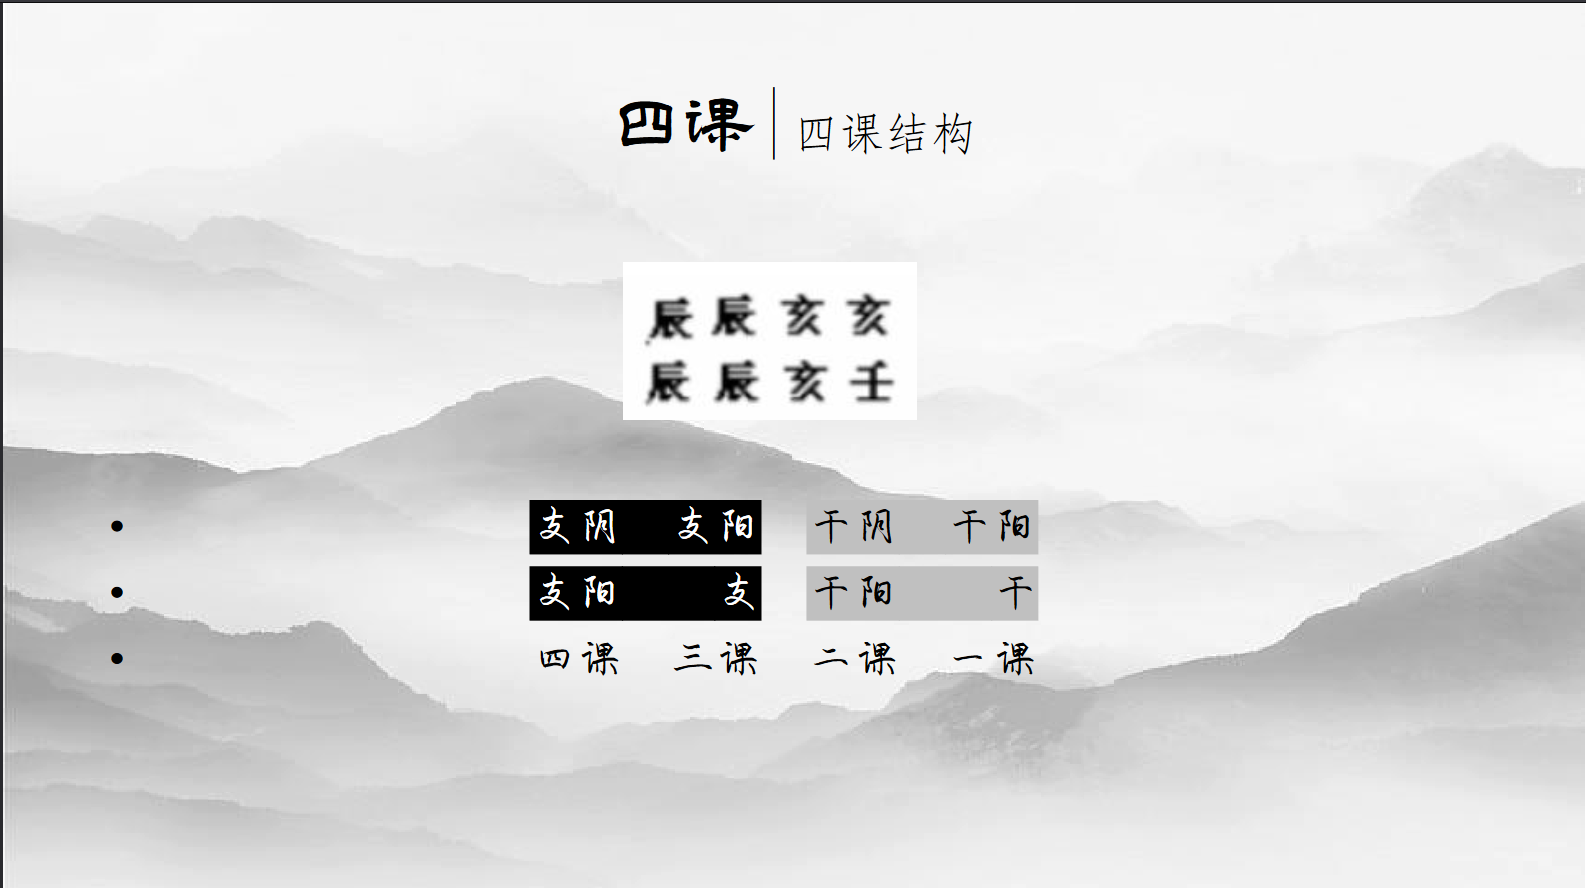 四课 四课结构
辰 辰 亥 亥
辰 辰 亥 壬
• 支阴 支阳 干阴 干阳
• 支阳 支 干阳 干
• 四课 三课 二课 一课